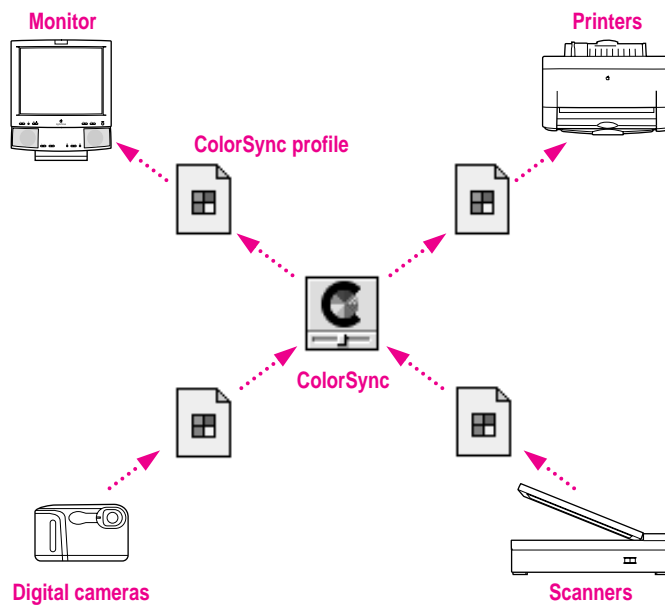 Monitor
Printers
ColorSync profile
ColorSync
Digital cameras
Scanners